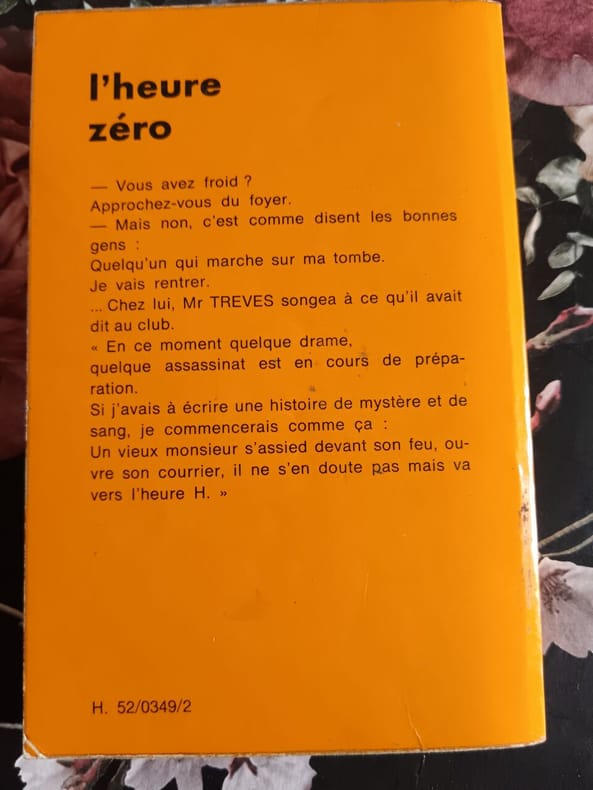 l'heure
zéro
— Vous avez froid ?
Approchez-vous du foyer.
— Mais non, c'est comme disent les bonnes
gens :
Quelqu'un qui marche sur ma tombe.
Je vais rentrer.
... Chez lui, Mr TREVES songea à ce qu'il avait
dit au club.
« En ce moment quelque drame,
quelque assassinat est en cours de prépa-
ration.
Si j'avais à écrire une histoire de mystère et de
sang, je commencerais comme ça :
Un vieux monsieur s'assied devant son feu, ou-
vre son courrier, il ne s'en doute pas mais va
vers l'heure H. »
H. 52/0349/2